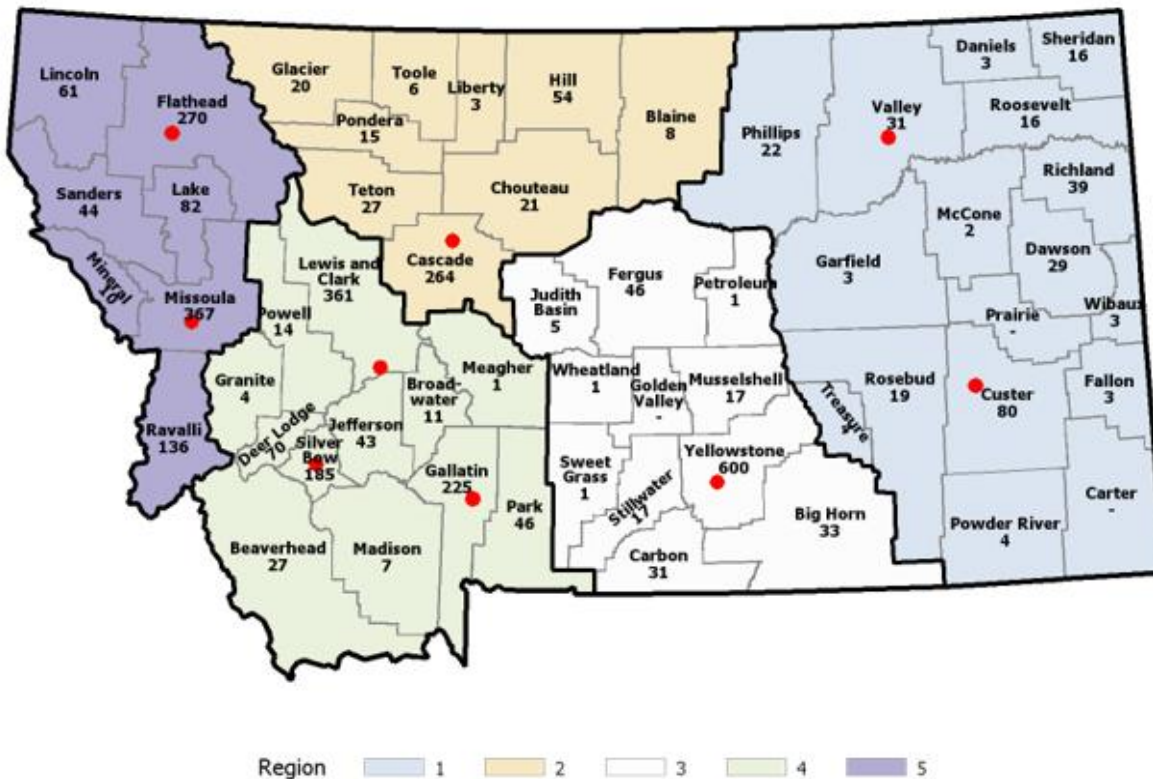 Lincoln
61
Flathead
270
Sanders
44
Lake
82
Mineral
10
Missoula
367
Ravalli
136
Glacier
20
Toole
6
Liberty
3
Hill
54
Blaine
8
Pondera
15
Teton
27
Chouteau
21
Cascade
264
Lewis and
Clark
361
Powell
14
Granite
4
Deer Lodge
70
Silver
Bow
185
Jefferson
43
Broad-
water
11
Meagher
1
Gallatin
225
Park
46
Beaverhead
27
Madison
7
Judith
Basin
5
Fergus
46
Petroleum
1
Wheatland
1
Golden
Valley
-
Musselshell
17
Sweet
Grass
1
Stillwater
17
Yellowstone
600
Carbon
31
Big Horn
33
Phillips
22
Valley
31
Daniels
3
Sheridan
16
Roosevelt
16
Richland
39
McCone
2
Dawson
29
Garfield
3
Prairie
-
Wibaux
3
Rosebud
19
Treasure
4
Custer
80
Fallon
3
Powder River
4
Carter
-
Region 1 2 3 4 5